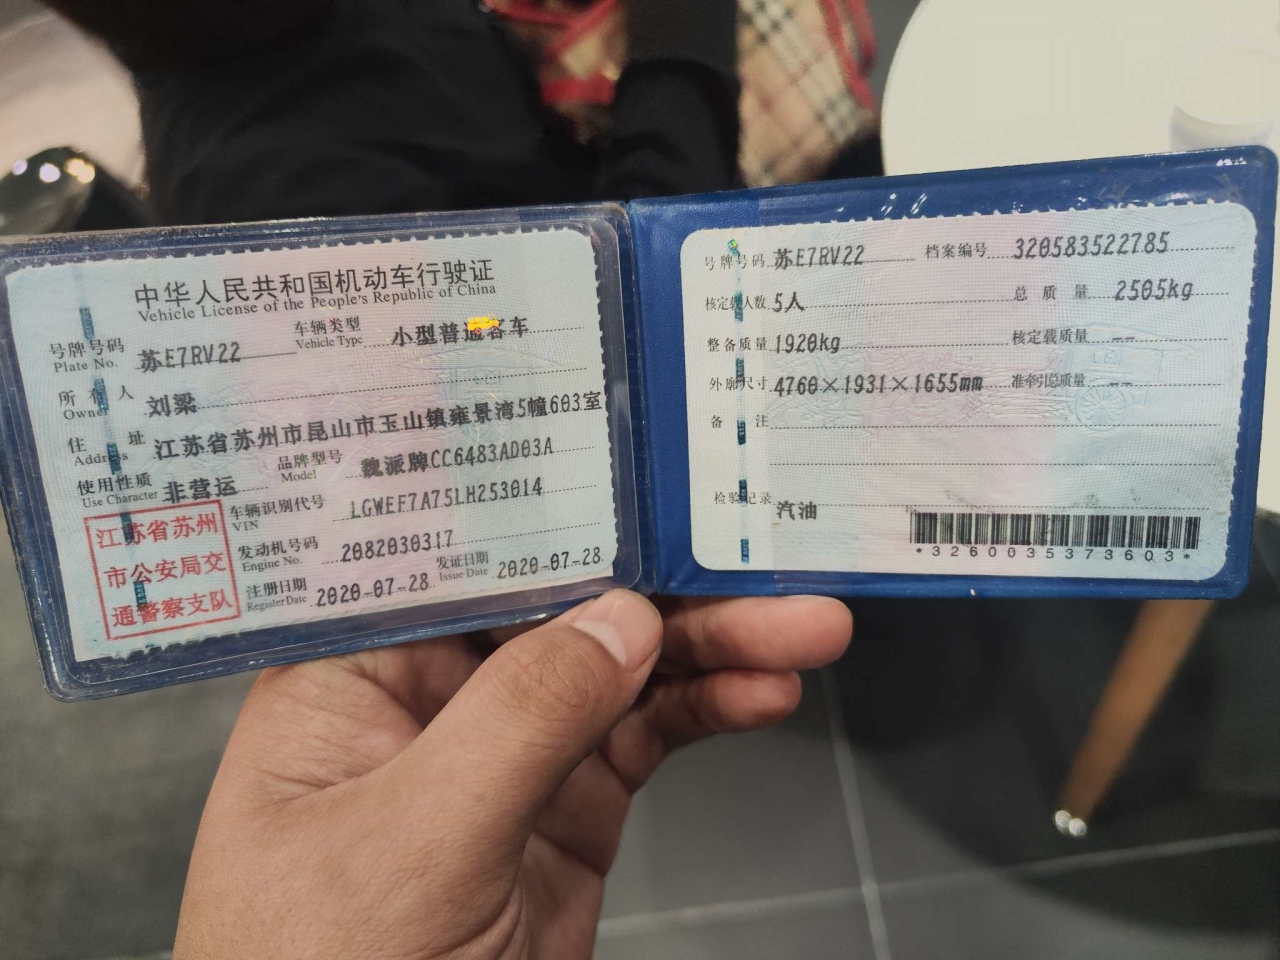 中华人民共和国机动车行驶证
Vehicle License of the People's Republic of China
号牌号码 Plate No. 苏E7RV22 车辆类型 Vehicle Type 小型普通客车
所有人 Owner 刘梁
住址 Address 江苏省苏州市昆山市玉山镇雍景湾5幢603室
使用性质 Use Character 非营运 品牌型号 Model 魏派牌CC6483AD03A
江苏省苏州市公安局交通警察支队
车辆识别代号 VIN LGWEF7A75LH253014
发动机号码 Engine No. 2082030317
注册日期 Register Date 2020-07-28 发证日期 Issue Date 2020-07-28
号牌号码 苏E7RV22 档案编号 320583522785
核定载人数 5人 总质量 2505kg
整备质量 1920kg 核定载质量 --
外廓尺寸 4760×1931×1655mm 准牵引总质量 --
备注
检验记录 汽油
*3260035373603*